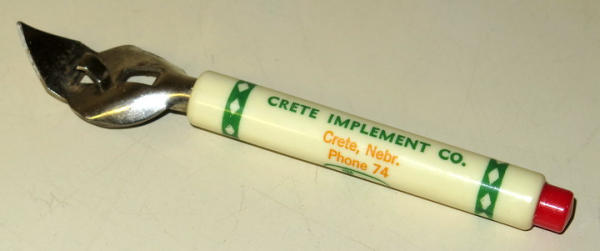 CRETE IMPLEMENT CO.
Crete, Nebr.
Phone 74